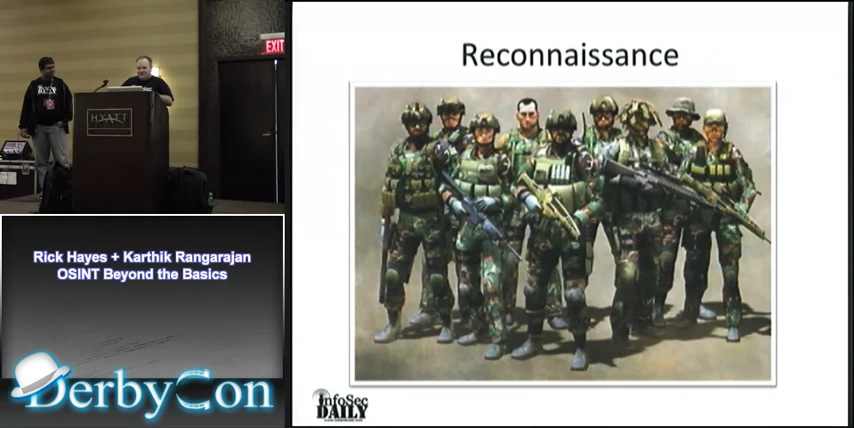 EXIT
HYATT
Reconnaissance
Rick Hayes + Karthik Rangarajan
OSINT Beyond the Basics
DerbyCon
InfoSec
DAILY